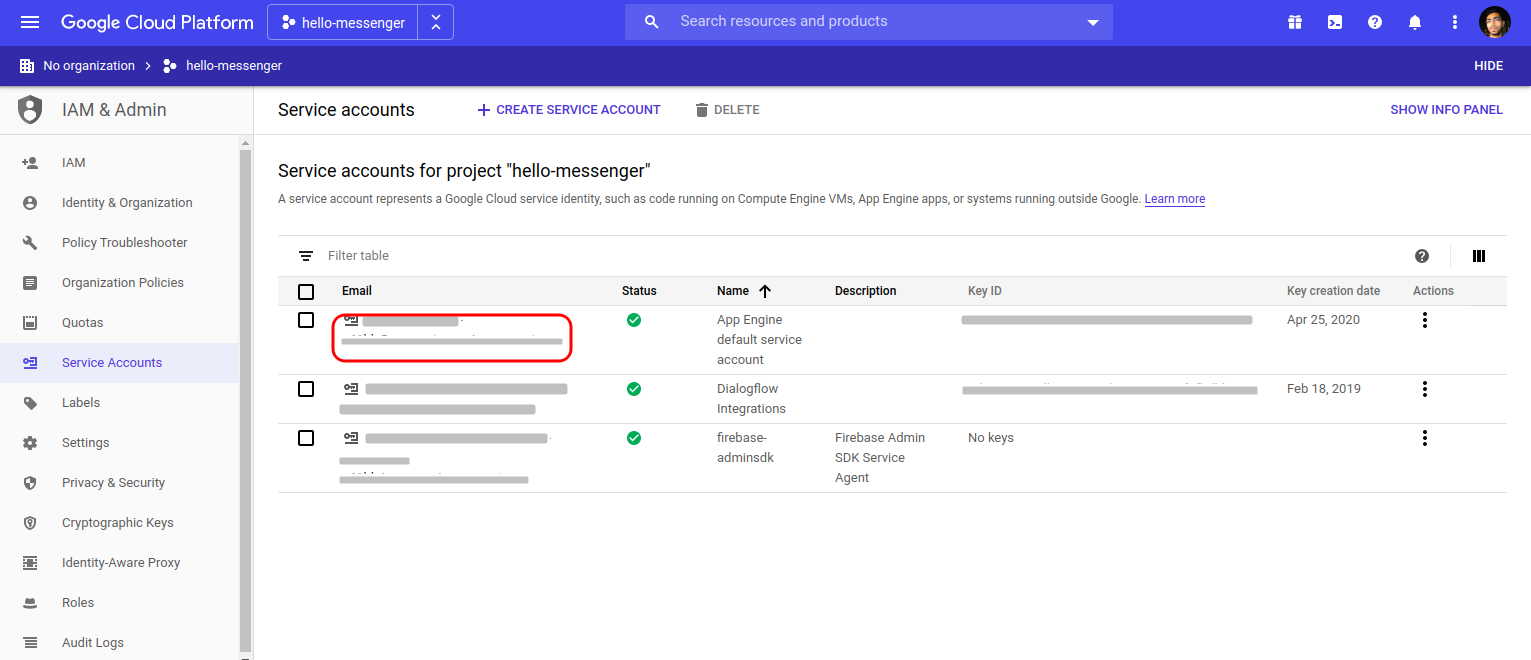 Google Cloud Platform
hello-messenger
Search resources and products
No organization
hello-messenger
HIDE
IAM & Admin
Service accounts
CREATE SERVICE ACCOUNT
DELETE
SHOW INFO PANEL
IAM
Identity & Organization
Policy Troubleshooter
Organization Policies
Quotas
Service Accounts
Labels
Settings
Privacy & Security
Cryptographic Keys
Identity-Aware Proxy
Roles
Audit Logs
Service accounts for project "hello-messenger"
A service account represents a Google Cloud service identity, such as code running on Compute Engine VMs, App Engine apps, or systems running outside Google. Learn more
Filter table
Email Status Name Description Key ID Key creation date Actions
App Engine Apr 25, 2020
default service
account
Dialogflow Feb 18, 2019
Integrations
firebase- Firebase Admin No keys
adminsdk SDK Service
Agent